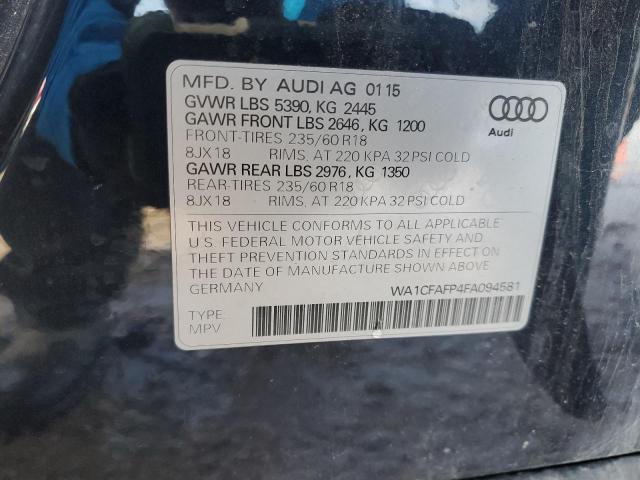 MFD. BY AUDI AG 01 15
GVWR LBS 5390, KG 2445
GAWR FRONT LBS 2646, KG 1200
FRONT-TIRES 235/60 R18
8JX18 RIMS, AT 220 KPA 32 PSI COLD
GAWR REAR LBS 2976, KG 1350
REAR-TIRES 235/60 R18
8JX18 RIMS, AT 220 KPA 32 PSI COLD
Audi
THIS VEHICLE CONFORMS TO ALL APPLICABLE
U.S. FEDERAL MOTOR VEHICLE SAFETY AND
THEFT PREVENTION STANDARDS IN EFFECT ON
THE DATE OF MANUFACTURE SHOWN ABOVE.
GERMANY
WA1CFAFP4FA094581
TYPE:
MPV